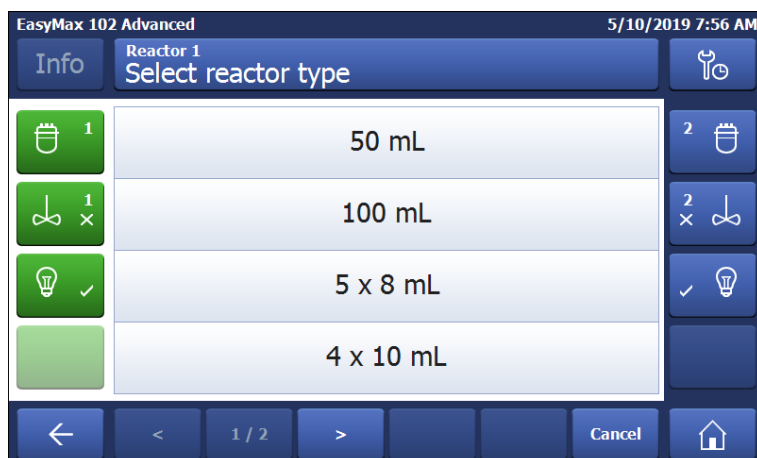 EasyMax 102 Advanced 5/10/2019 7:56 AM
Info
Reactor 1
Select reactor type
1
50 mL
2
1
100 mL
2
5 x 8 mL
4 x 10 mL
<
1 / 2
>
Cancel